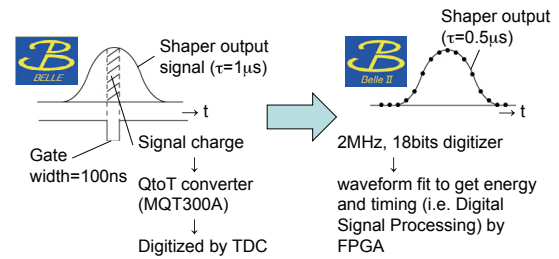 BELLE
Shaper output
signal (τ=1μs)
→ t
Gate
width=100ns
Signal charge
↓
QtoT converter
(MQT300A)
↓
Digitized by TDC
Belle II
Shaper output
(τ=0.5μs)
→ t
2MHz, 18bits digitizer
↓
waveform fit to get energy
and timing (i.e. Digital
Signal Processing) by
FPGA